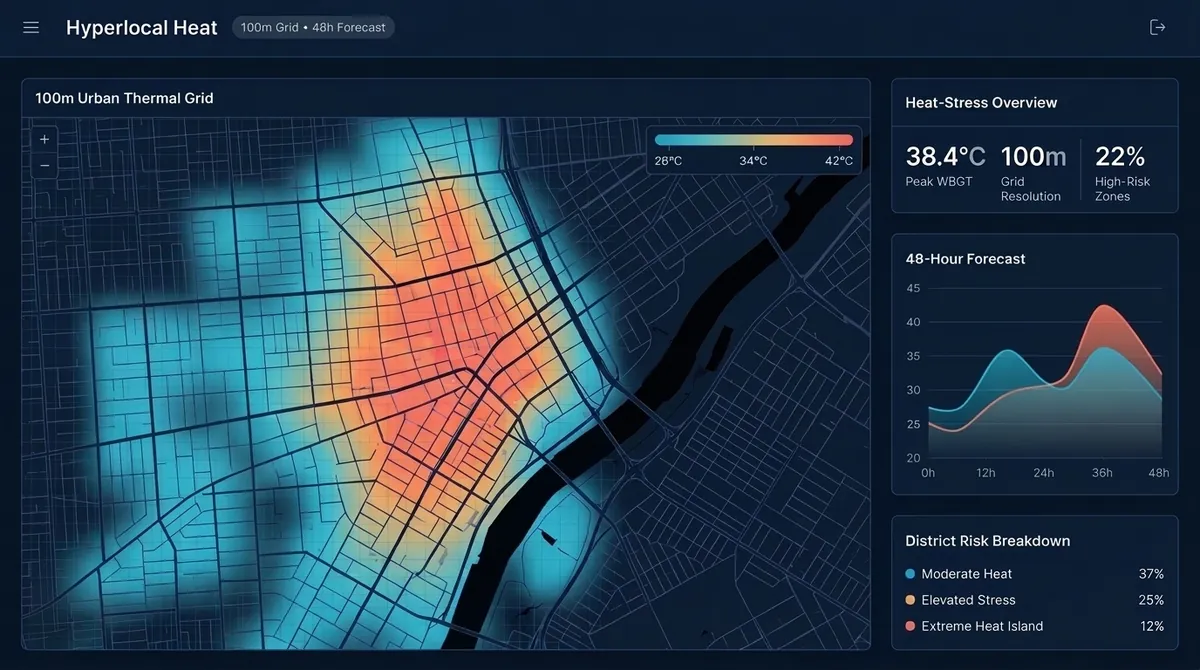 Hyperlocal Heat
100m Grid • 48h Forecast
100m Urban Thermal Grid
+
−
28°C 34°C 42°C
Heat-Stress Overview
38.4°C
Peak WBGT
100m
Grid
Resolution
22%
High-Risk
Zones
48-Hour Forecast
45
40
35
30
25
20
0h 12h 24h 36h 48h
District Risk Breakdown
Moderate Heat 37%
Elevated Stress 25%
Extreme Heat Island 12%